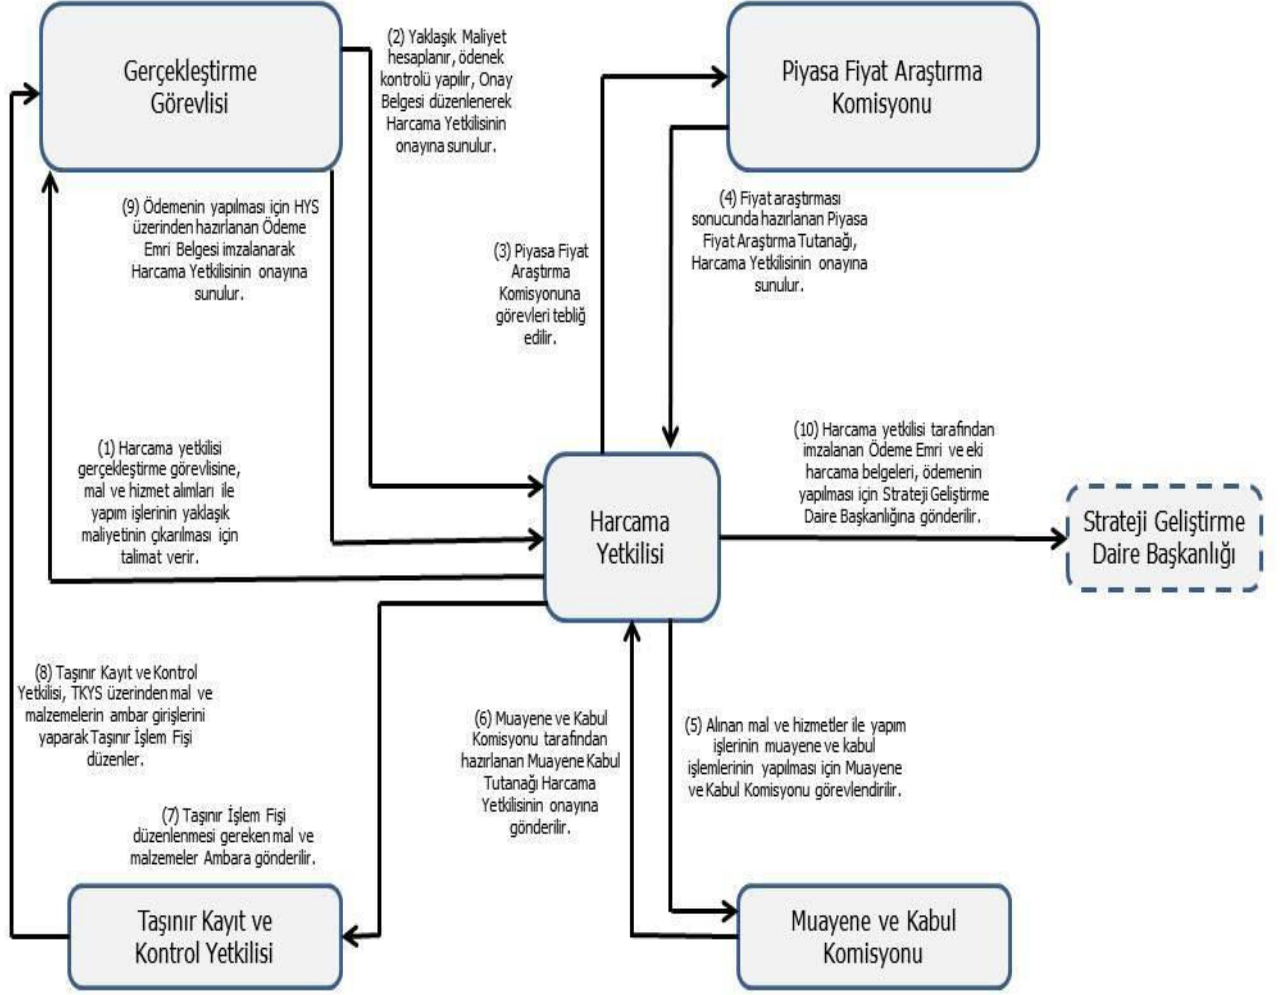 Gerçekleştirme
Görevlisi
(2) Yaklaşık Maliyet
hesaplanır, ödenek
kontrolü yapılır, Onay
Belgesi düzenlenerek
Harcama Yetkilisinin
onayına sunulur.
Piyasa Fiyat Araştırma
Komisyonu
(9) Ödemenin yapılması için HYS
üzerinden hazırlanan Ödeme
Emri Belgesi imzalanarak
Harcama Yetkilisinin onayına
sunulur.
(3) Piyasa Fiyat
Araştırma
Komisyonuna
görevleri tebliğ
edilir.
(4) Fiyat araştırması
sonucunda hazırlanan Piyasa
Fiyat Araştırma Tutanağı,
Harcama Yetkilisinin onayına
sunulur.
(1) Harcama yetkilisi
gerçekleştirme görevlisine,
mal ve hizmet alımları ile
yapım işlerinin yaklaşık
maliyetinin çıkarılması için
talimat verir.
Harcama
Yetkilisi
(10) Harcama yetkilisi tarafından
imzalanan Ödeme Emri ve eki
harcama belgeleri, ödemenin
yapılması için Strateji Geliştirme
Daire Başkanlığına gönderilir.
Strateji Geliştirme
Daire Başkanlığı
(8) Taşınır Kayıt ve Kontrol
Yetkilisi, TKYS üzerinden mal ve
malzemelerin ambar girişlerini
yaparak Taşınır İşlem Fişi
düzenler.
(7) Taşınır İşlem Fişi
düzenlenmesi gereken mal ve
malzemeler Ambara gönderilir.
(6) Muayene ve Kabul
Komisyonu tarafından
hazırlanan Muayene Kabul
Tutanağı Harcama
Yetkilisinin onayına
gönderilir.
(5) Alınan mal ve hizmetler ile yapım
işlerinin muayene ve kabul
işlemlerinin yapılması için Muayene
ve Kabul Komisyonu görevlendirilir.
Taşınır Kayıt ve
Kontrol Yetkilisi
Muayene ve Kabul
Komisyonu